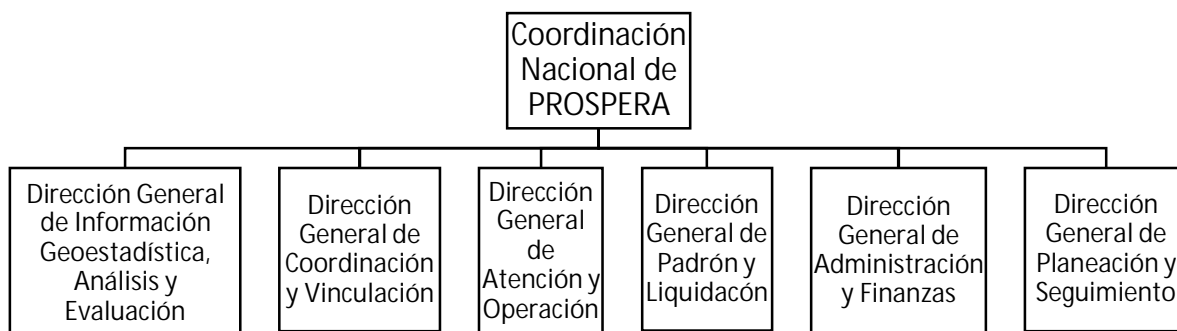 Coordinación
Nacional de
PROSPERA
Dirección General
de Información
Geoestadística,
Análisis y
Evaluación
Dirección
General de
Coordinación
y Vinculación
Dirección
General
de
Atención y
Operación
Dirección
General de
Padrón y
Liquidacón
Dirección
General de
Administración
y Finanzas
Dirección
General de
Planeación y
Seguimiento